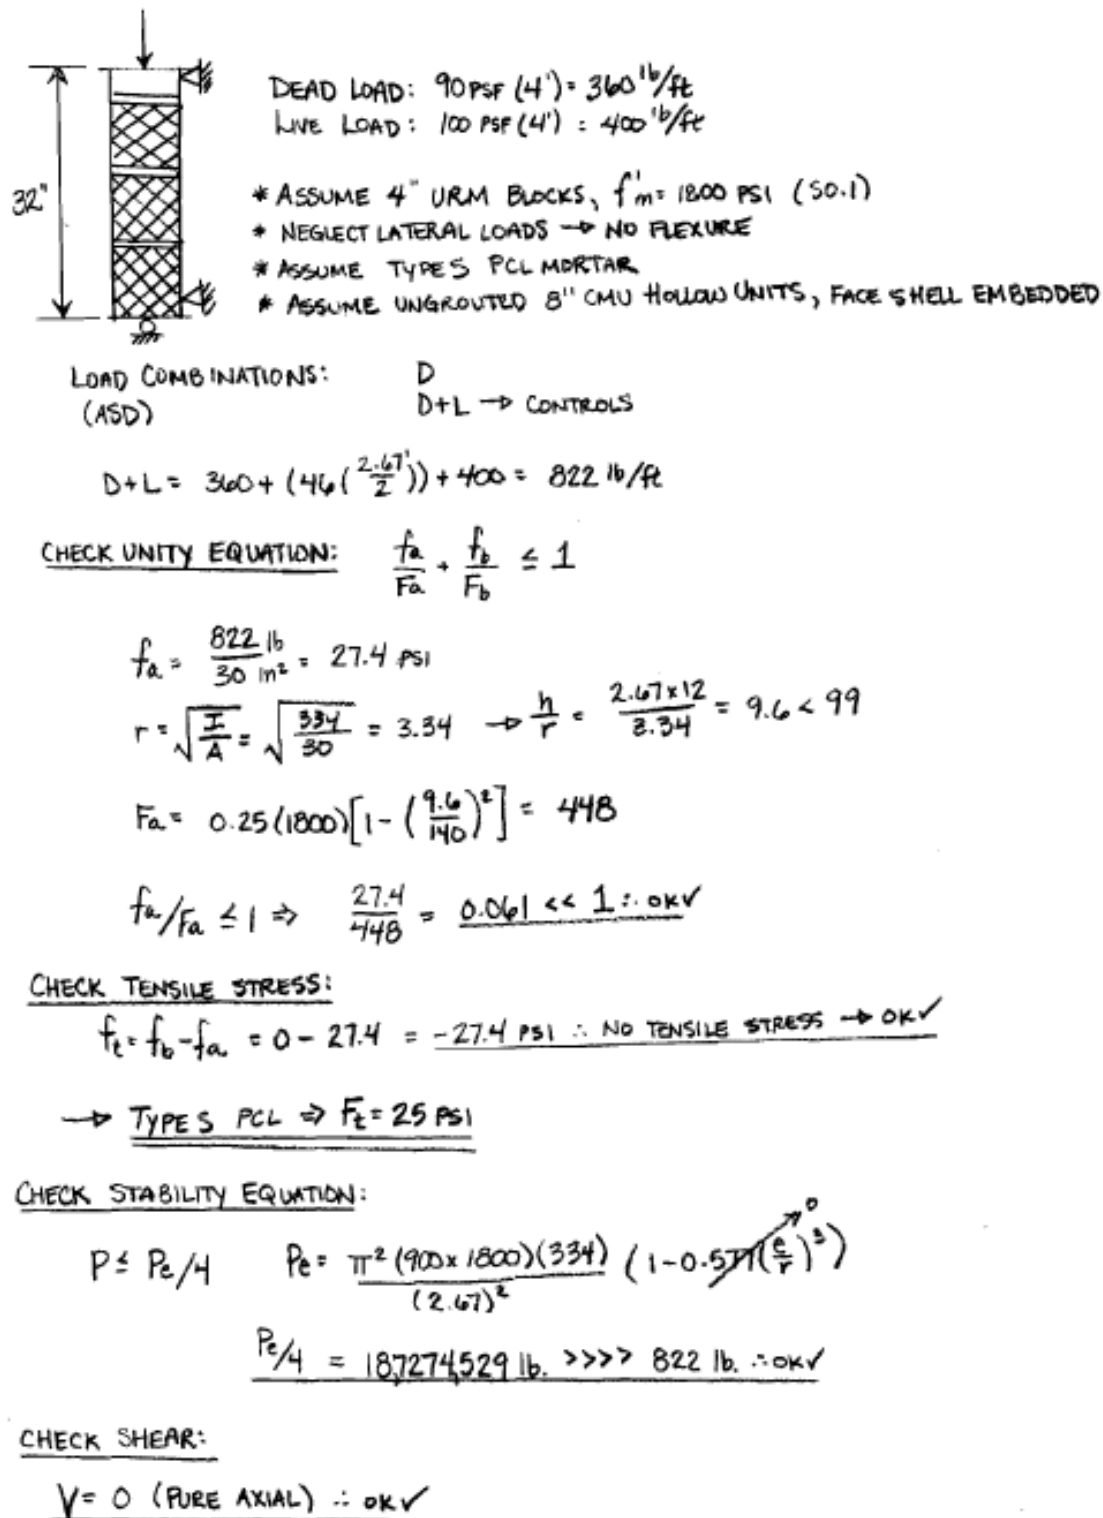 DEAD LOAD: 90 PSF (4') = 360 lb/ft
LIVE LOAD: 100 PSF (4') = 400 lb/ft
32"
* ASSUME 4" URM BLOCKS, f'm = 1800 PSI (SO.1)
* NEGLECT LATERAL LOADS → NO FLEXURE
* ASSUME TYPE S PCL MORTAR
* ASSUME UNGROUTED 8" CMU HOLLOW UNITS, FACE SHELL EMBEDDED
LOAD COMBINATIONS: D
(ASD) D+L → CONTROLS
D+L = 360 + (46(2.67'/2)) + 400 = 822 lb/ft
CHECK UNITY EQUATION: fa/Fa + fb/Fb ≤ 1
fa = 822 lb/30 in² = 27.4 PSI
r = √(I/A) = √(334/30) = 3.34 → h/r = 2.67x12/3.34 = 9.6 < 99
Fa = 0.25(1800)[1 - (9.6/140)²] = 448
fa/Fa ≤ 1 ⇒ 27.4/448 = 0.061 << 1 ∴ OK✓
CHECK TENSILE STRESS:
ft = fb - fa = 0 - 27.4 = -27.4 PSI ∴ NO TENSILE STRESS → OK✓
→ TYPE S PCL ⇒ Ft = 25 PSI
CHECK STABILITY EQUATION:
P ≤ Pe/4 Pe = π²(900x1800)(334)/(2.67)² (1-0.577(e/r)³) 0
Pe/4 = 187,274,529 lb. >>>> 822 lb. ∴ OK✓
CHECK SHEAR:
V = 0 (PURE AXIAL) ∴ OK✓